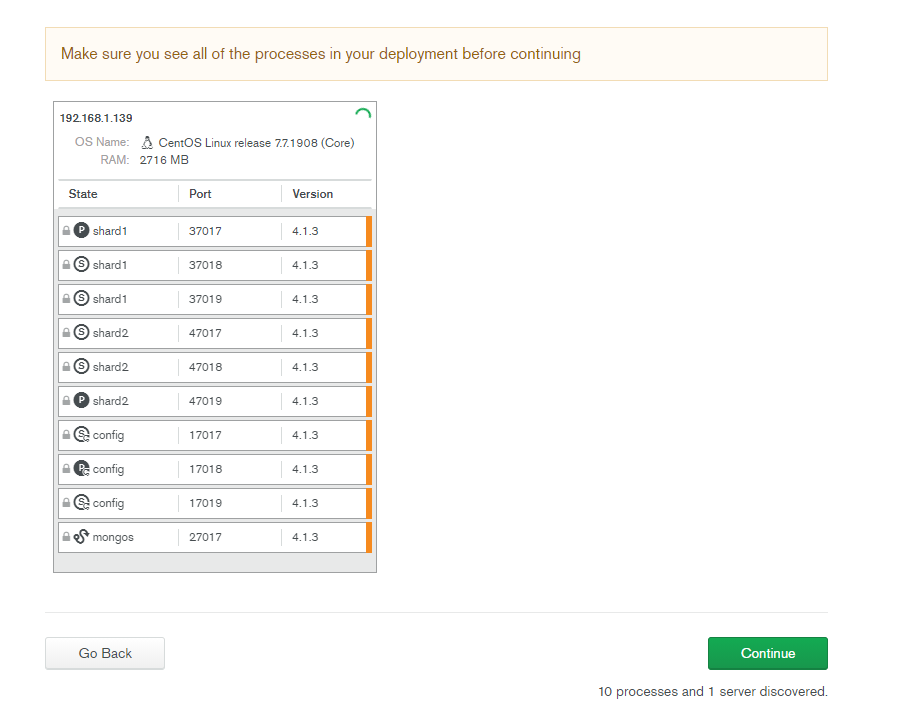 Make sure you see all of the processes in your deployment before continuing
192.168.1.139
OS Name: CentOS Linux release 7.7.1908 (Core)
RAM: 2716 MB
State Port Version
P shard1 37017 4.1.3
S shard1 37018 4.1.3
S shard1 37019 4.1.3
S shard2 47017 4.1.3
S shard2 47018 4.1.3
P shard2 47019 4.1.3
S config 17017 4.1.3
P config 17018 4.1.3
S config 17019 4.1.3
mongos 27017 4.1.3
Go Back Continue
10 processes and 1 server discovered.